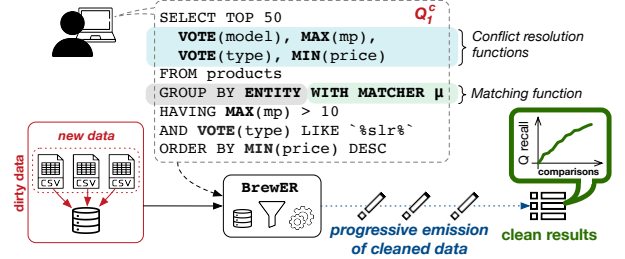 SELECT TOP 50
Q₁ᶜ
VOTE(model), MAX(mp),
VOTE(type), MIN(price)
Conflict resolution
functions
FROM products
GROUP BY ENTITY WITH MATCHER μ
Matching function
HAVING MAX(mp) > 10
AND VOTE(type) LIKE `%slr%`
ORDER BY MIN(price) DESC
dirty data
new data
CSV CSV CSV
BrewER
Q recall
comparisons
progressive emission
of cleaned data
clean results